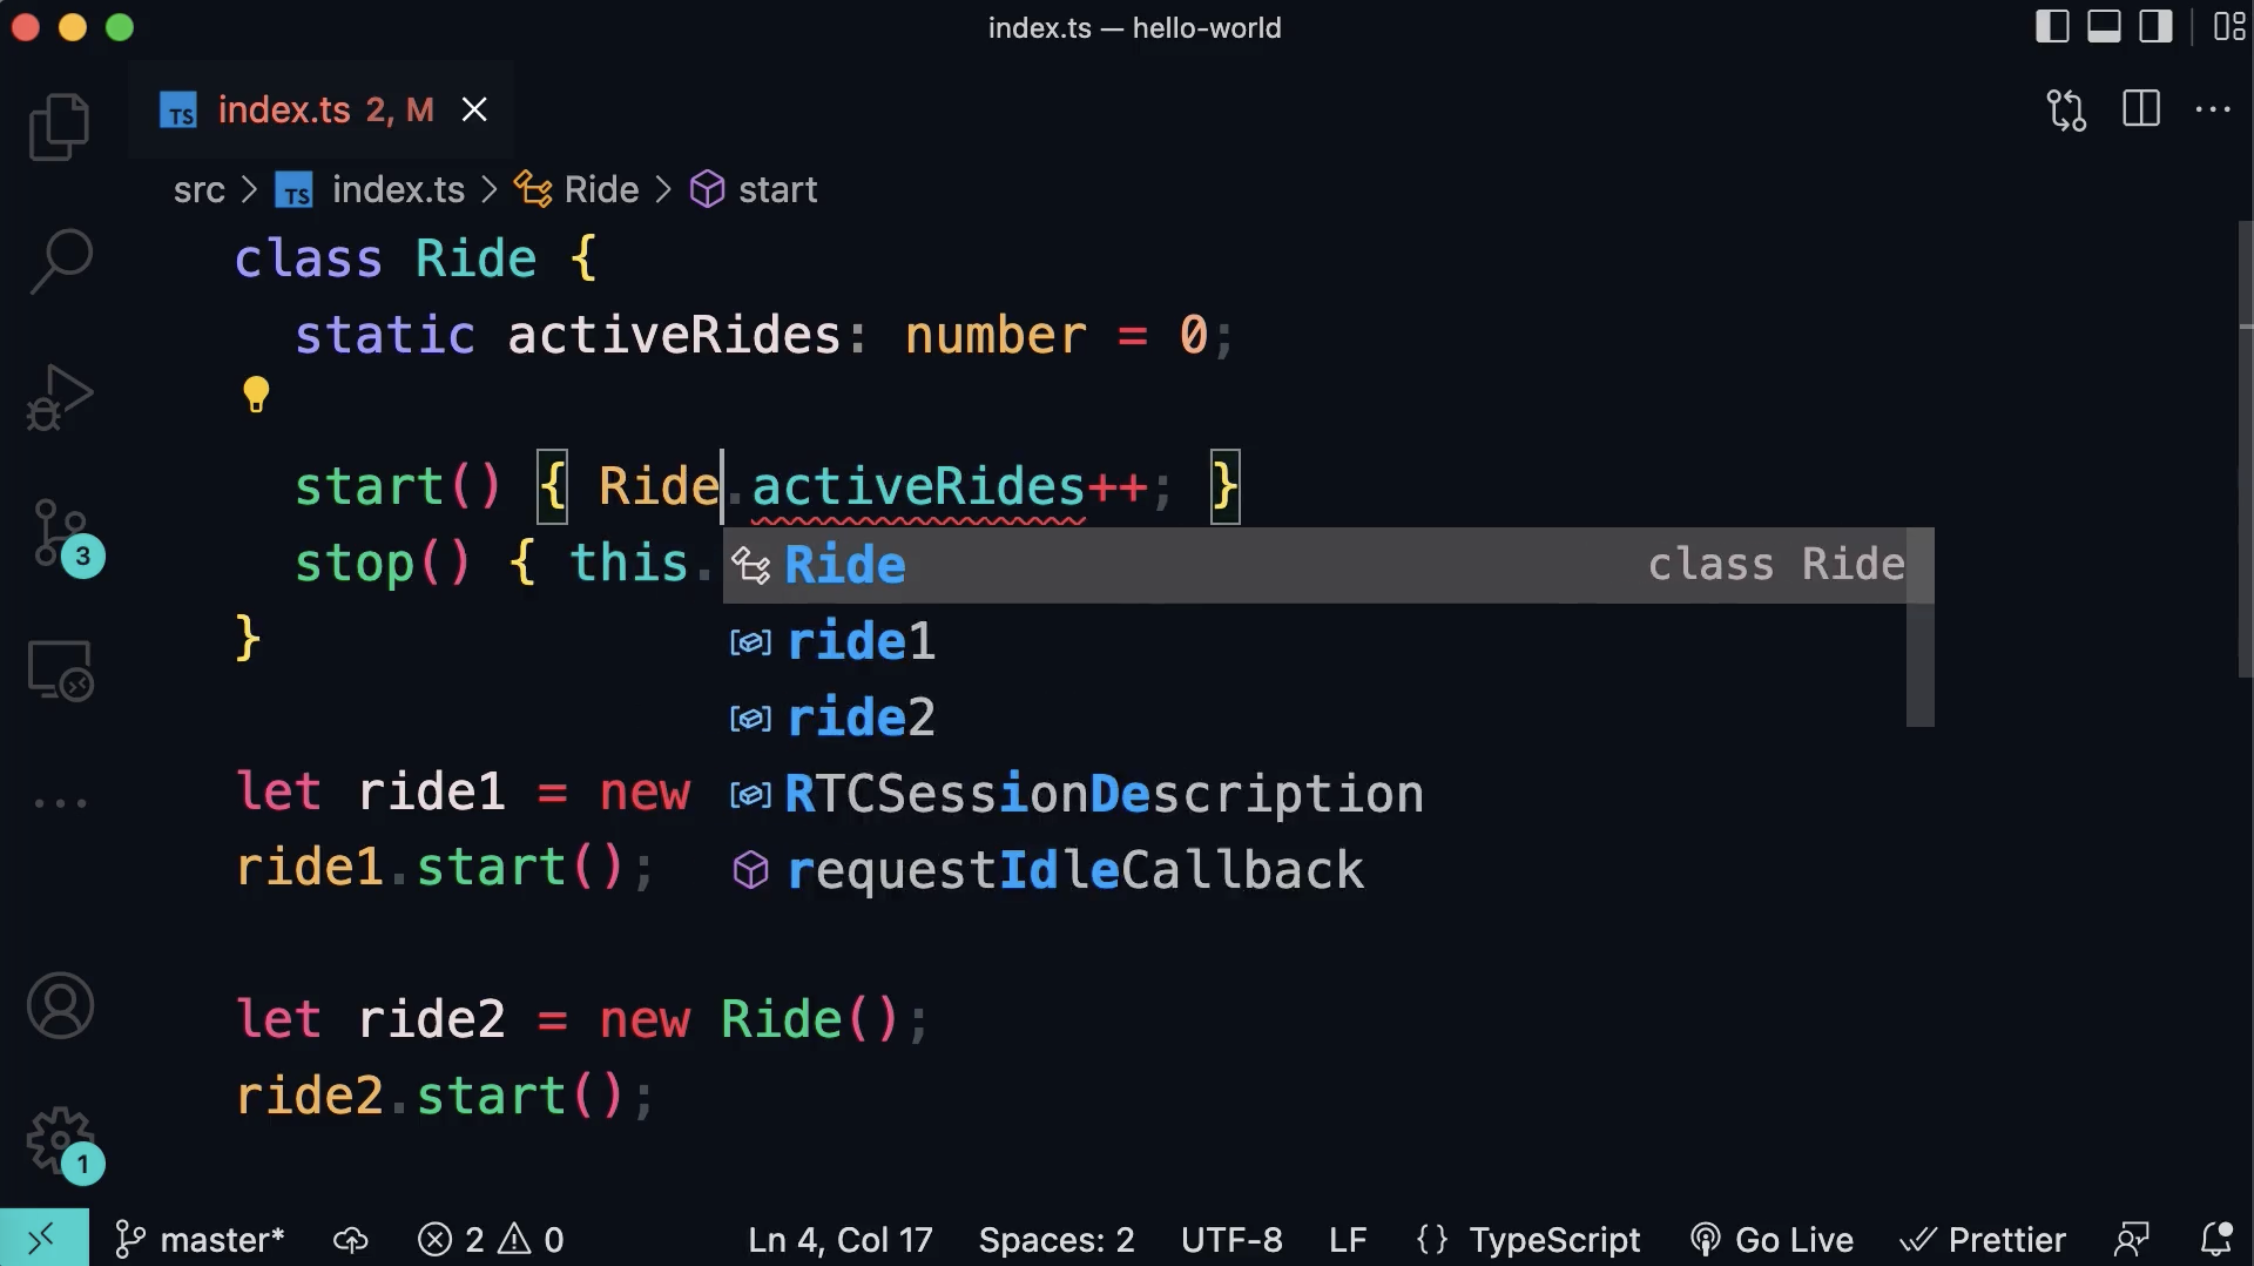 index.ts — hello-world
TS index.ts 2, M
src > TS index.ts > Ride > start
class Ride {
static activeRides: number = 0;
start() { Ride.activeRides++; }
stop() { this.
Ride class Ride
}
ride1
ride2
let ride1 = new
RTCSessionDescription
ride1.start();
requestIdleCallback
let ride2 = new Ride();
ride2.start();
3
1
master* 2 0 Ln 4, Col 17 Spaces: 2 UTF-8 LF {} TypeScript Go Live Prettier